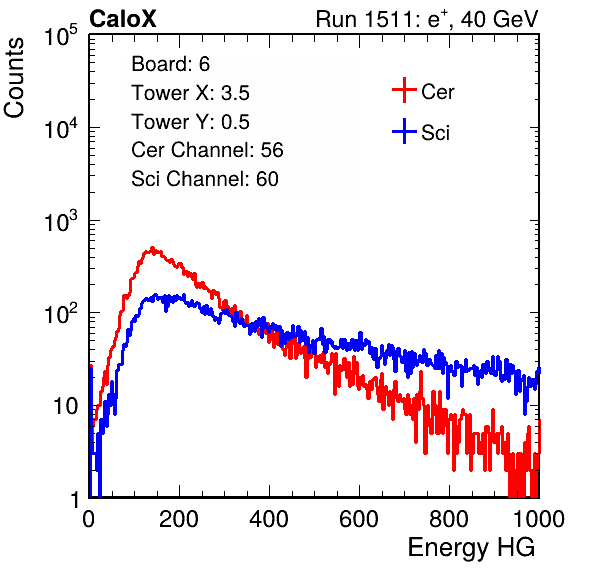 CaloX Run 1511: e⁺, 40 GeV
Counts
Board: 6
Tower X: 3.5
Tower Y: 0.5
Cer Channel: 56
Sci Channel: 60
Cer
Sci
10⁵
10⁴
10³
10²
10
1
0 200 400 600 800 1000
Energy HG